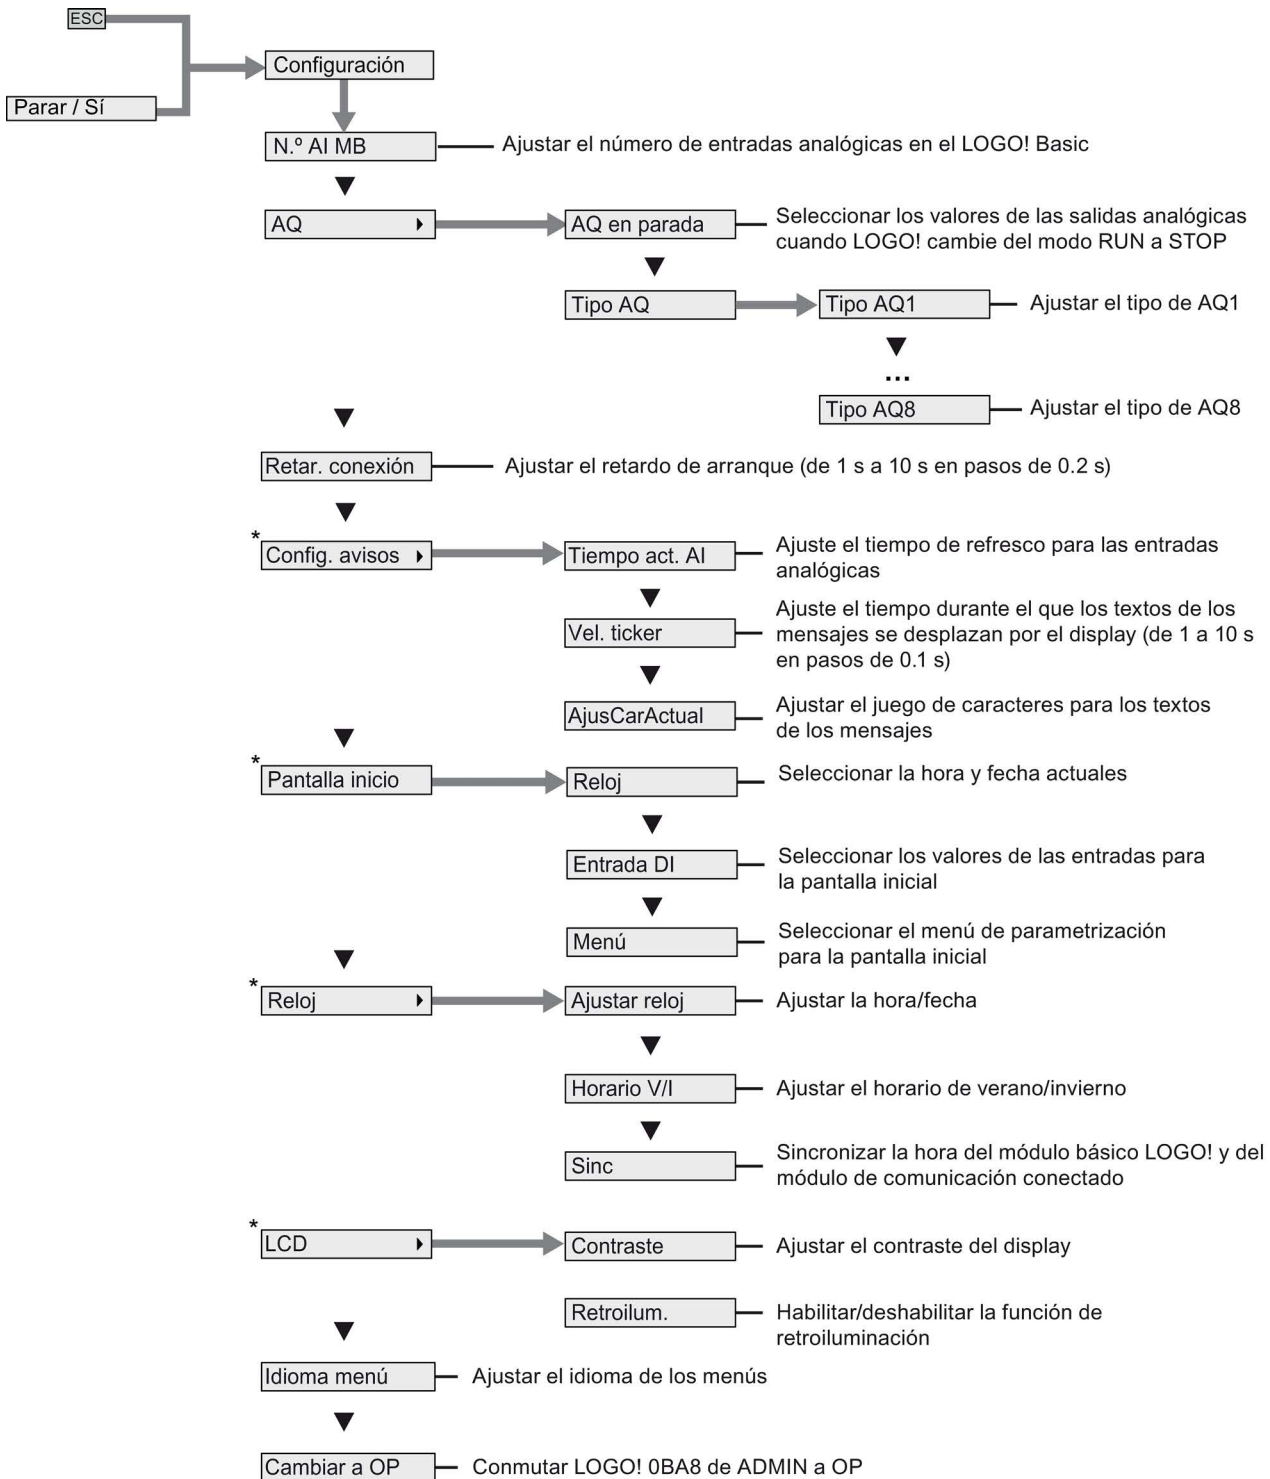 ESC
Configuración
Parar / Sí
N.º AI MB
Ajustar el número de entradas analógicas en el LOGO! Basic
AQ
AQ en parada
Seleccionar los valores de las salidas analógicas
cuando LOGO! cambie del modo RUN a STOP
Tipo AQ
Tipo AQ1
Ajustar el tipo de AQ1
...
Tipo AQ8
Ajustar el tipo de AQ8
Retar. conexión
Ajustar el retardo de arranque (de 1 s a 10 s en pasos de 0.2 s)
*
Config. avisos
Tiempo act. AI
Ajuste el tiempo de refresco para las entradas
analógicas
Vel. ticker
Ajuste el tiempo durante el que los textos de los
mensajes se desplazan por el display (de 1 a 10 s
en pasos de 0.1 s)
AjusCarActual
Ajustar el juego de caracteres para los textos
de los mensajes
*
Pantalla inicio
Reloj
Seleccionar la hora y fecha actuales
Entrada DI
Seleccionar los valores de las entradas para
la pantalla inicial
Menú
Seleccionar el menú de parametrización
para la pantalla inicial
*
Reloj
Ajustar reloj
Ajustar la hora/fecha
Horario V/I
Ajustar el horario de verano/invierno
Sinc
Sincronizar la hora del módulo básico LOGO! y del
módulo de comunicación conectado
*
LCD
Contraste
Ajustar el contraste del display
Retroilum.
Habilitar/deshabilitar la función de
retroiluminación
Idioma menú
Ajustar el idioma de los menús
Cambiar a OP
Conmutar LOGO! 0BA8 de ADMIN a OP